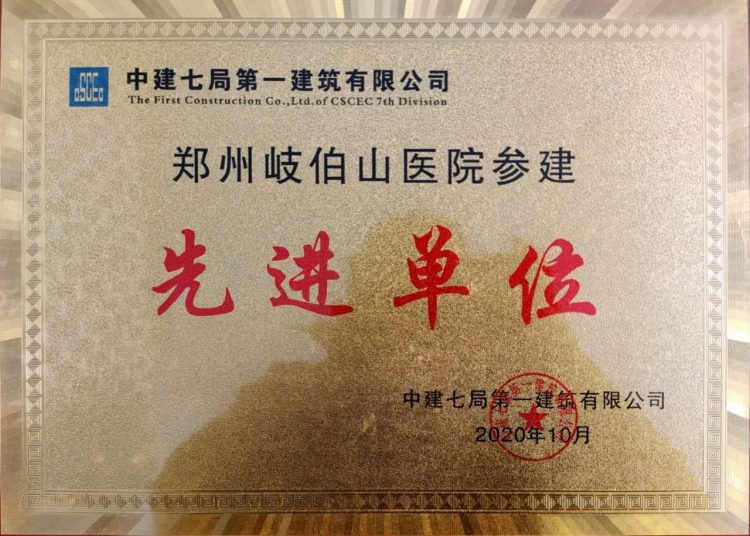 中建七局第一建筑有限公司
The First Construction Co.,Ltd.of CSCEC 7th Division
郑州岐伯山医院参建
先进单位
中建七局第一建筑有限公司
2020年10月